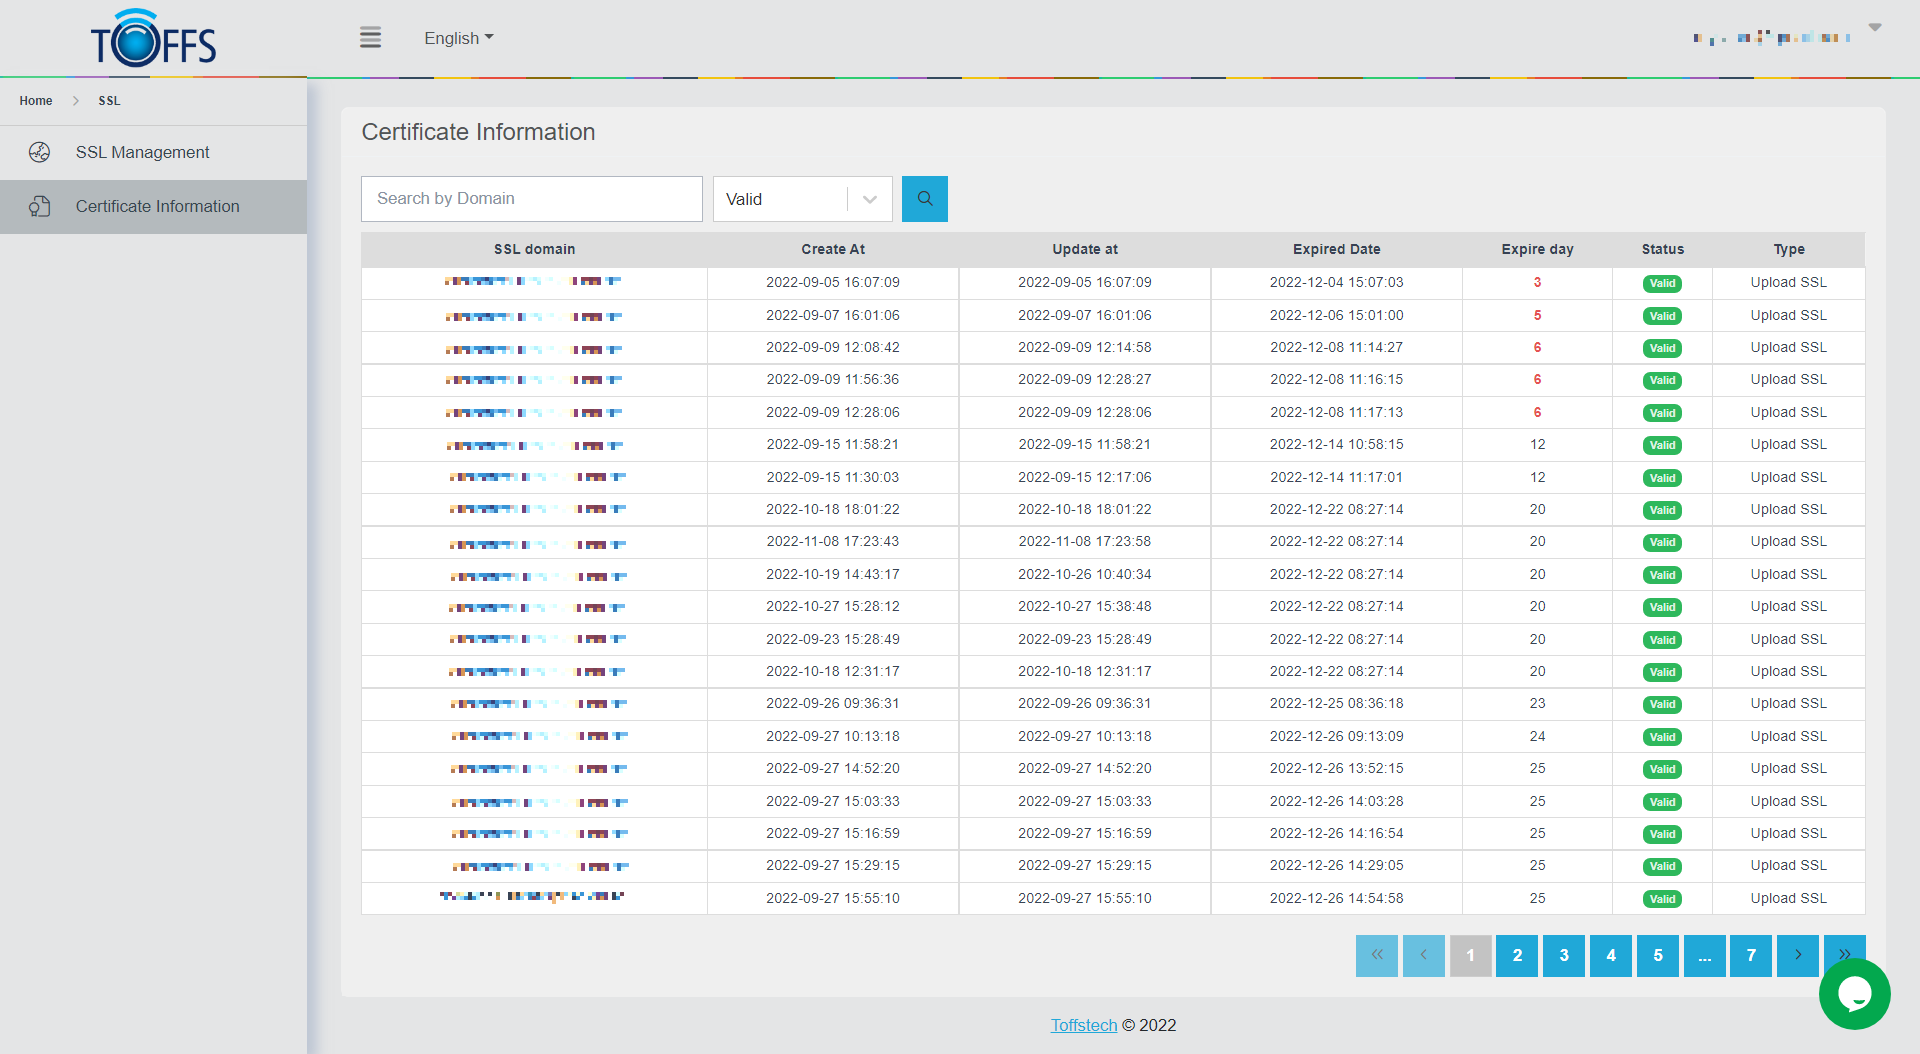 TOFFS
English
Home > SSL
SSL Management
Certificate Information
Certificate Information
Search by Domain
Valid
SSL domain Create At Update at Expired Date Expire day Status Type
2022-09-05 16:07:09 2022-09-05 16:07:09 2022-12-04 15:07:03 3 Valid Upload SSL
2022-09-07 16:01:06 2022-09-07 16:01:06 2022-12-06 15:01:00 5 Valid Upload SSL
2022-09-09 12:08:42 2022-09-09 12:14:58 2022-12-08 11:14:27 6 Valid Upload SSL
2022-09-09 11:56:36 2022-09-09 12:28:27 2022-12-08 11:16:15 6 Valid Upload SSL
2022-09-09 12:28:06 2022-09-09 12:28:06 2022-12-08 11:17:13 6 Valid Upload SSL
2022-09-15 11:58:21 2022-09-15 11:58:21 2022-12-14 10:58:15 12 Valid Upload SSL
2022-09-15 11:30:03 2022-09-15 12:17:06 2022-12-14 11:17:01 12 Valid Upload SSL
2022-10-18 18:01:22 2022-10-18 18:01:22 2022-12-22 08:27:14 20 Valid Upload SSL
2022-11-08 17:23:43 2022-11-08 17:23:58 2022-12-22 08:27:14 20 Valid Upload SSL
2022-10-19 14:43:17 2022-10-26 10:40:34 2022-12-22 08:27:14 20 Valid Upload SSL
2022-10-27 15:28:12 2022-10-27 15:38:48 2022-12-22 08:27:14 20 Valid Upload SSL
2022-09-23 15:28:49 2022-09-23 15:28:49 2022-12-22 08:27:14 20 Valid Upload SSL
2022-10-18 12:31:17 2022-10-18 12:31:17 2022-12-22 08:27:14 20 Valid Upload SSL
2022-09-26 09:36:31 2022-09-26 09:36:31 2022-12-25 08:36:18 23 Valid Upload SSL
2022-09-27 10:13:18 2022-09-27 10:13:18 2022-12-26 09:13:09 24 Valid Upload SSL
2022-09-27 14:52:20 2022-09-27 14:52:20 2022-12-26 13:52:15 25 Valid Upload SSL
2022-09-27 15:03:33 2022-09-27 15:03:33 2022-12-26 14:03:28 25 Valid Upload SSL
2022-09-27 15:16:59 2022-09-27 15:16:59 2022-12-26 14:16:54 25 Valid Upload SSL
2022-09-27 15:29:15 2022-09-27 15:29:15 2022-12-26 14:29:05 25 Valid Upload SSL
2022-09-27 15:55:10 2022-09-27 15:55:10 2022-12-26 14:54:58 25 Valid Upload SSL
« ‹ 1 2 3 4 5 ... 7 › »
Toffstech © 2022